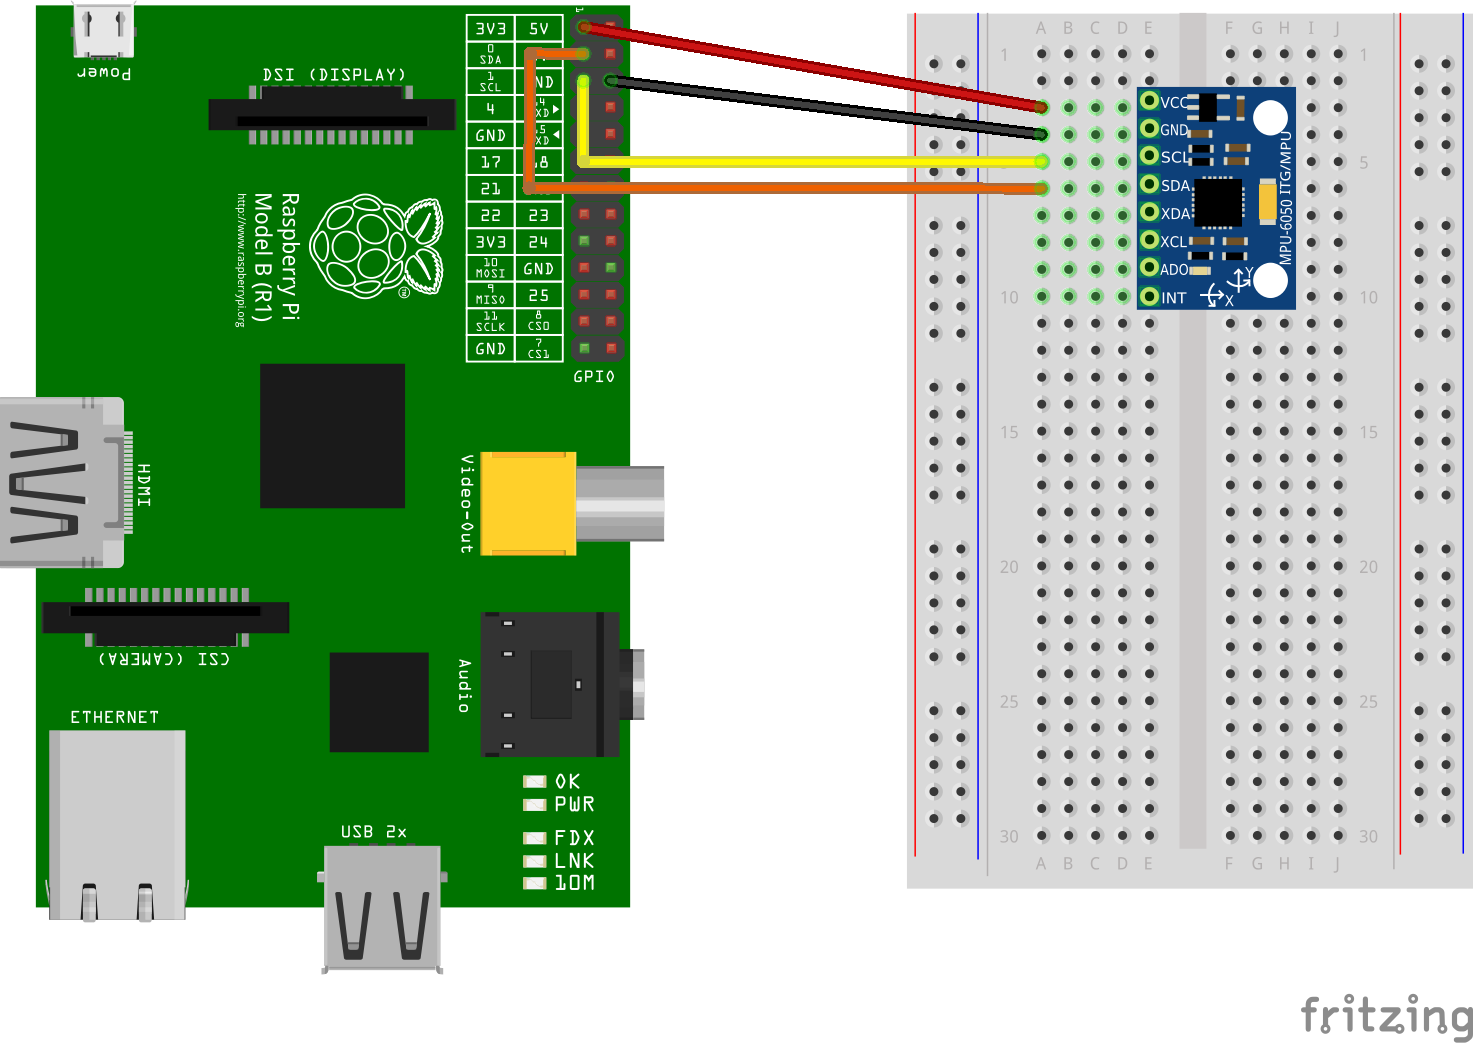 Power
DSI (DISPLAY)
1
3V3 5V
0 SDA
1 SCL ND
4 14 XD
GND 15 XD
17 18
21
22 23
3V3 24
10 MOSI GND
9 MISO 25
11 SCLK 8 CS0
GND 7 CS1
GPIO
Raspberry Pi
Model B (R1)
http://www.raspberrypi.org
TM
HDMI
Video-Out
CSI (CAMERA)
Audio
ETHERNET
OK
PWR
FDX
LNK
10M
USB 2x
A B C D E F G H I J
1 1
5 5
10 10
15 15
20 20
25 25
30 30
A B C D E F G H I J
VCC
GND
SCL
SDA
XDA
XCL
ADO
INT
MPU-6050 ITG/MPU
Y
X
fritzing